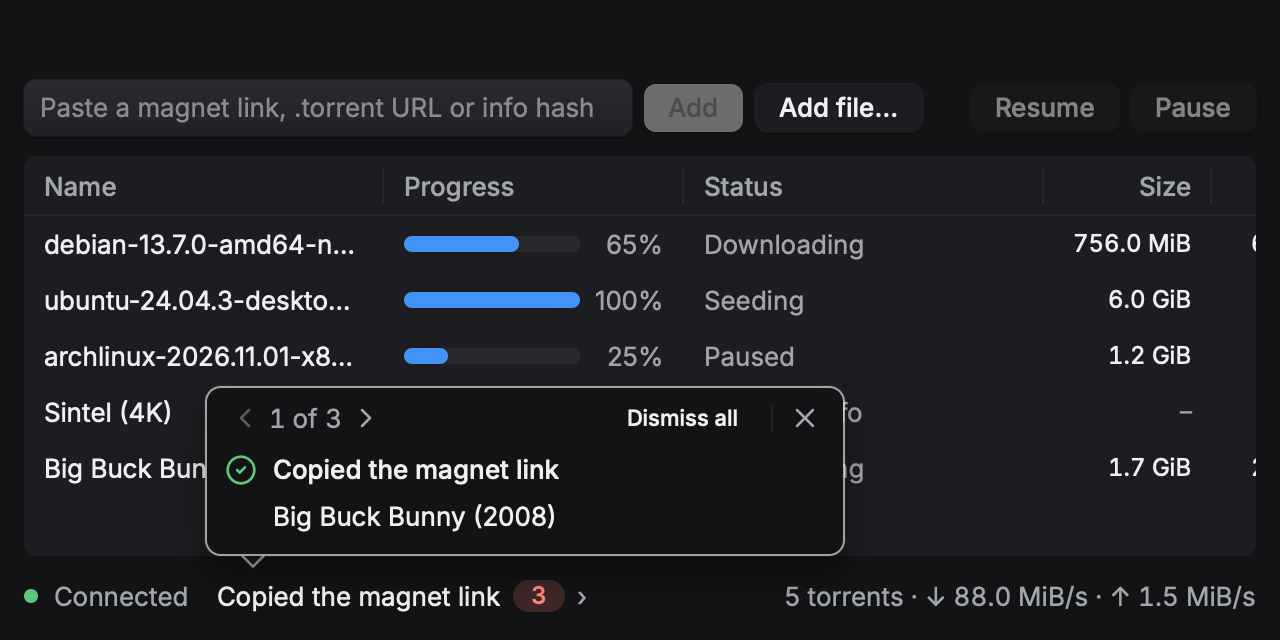 Paste a magnet link, .torrent URL or info hash Add Add file... Resume Pause
Name Progress Status Size
debian-13.7.0-amd64-n... 65% Downloading 756.0 MiB
ubuntu-24.04.3-deskto... 100% Seeding 6.0 GiB
archlinux-2026.11.01-x8... 25% Paused 1.2 GiB
Sintel (4K) –
Big Buck Bun 1.7 GiB
1 of 3 Dismiss all
Copied the magnet link
Big Buck Bunny (2008)
Connected Copied the magnet link 3 › 5 torrents · ↓ 88.0 MiB/s · ↑ 1.5 MiB/s